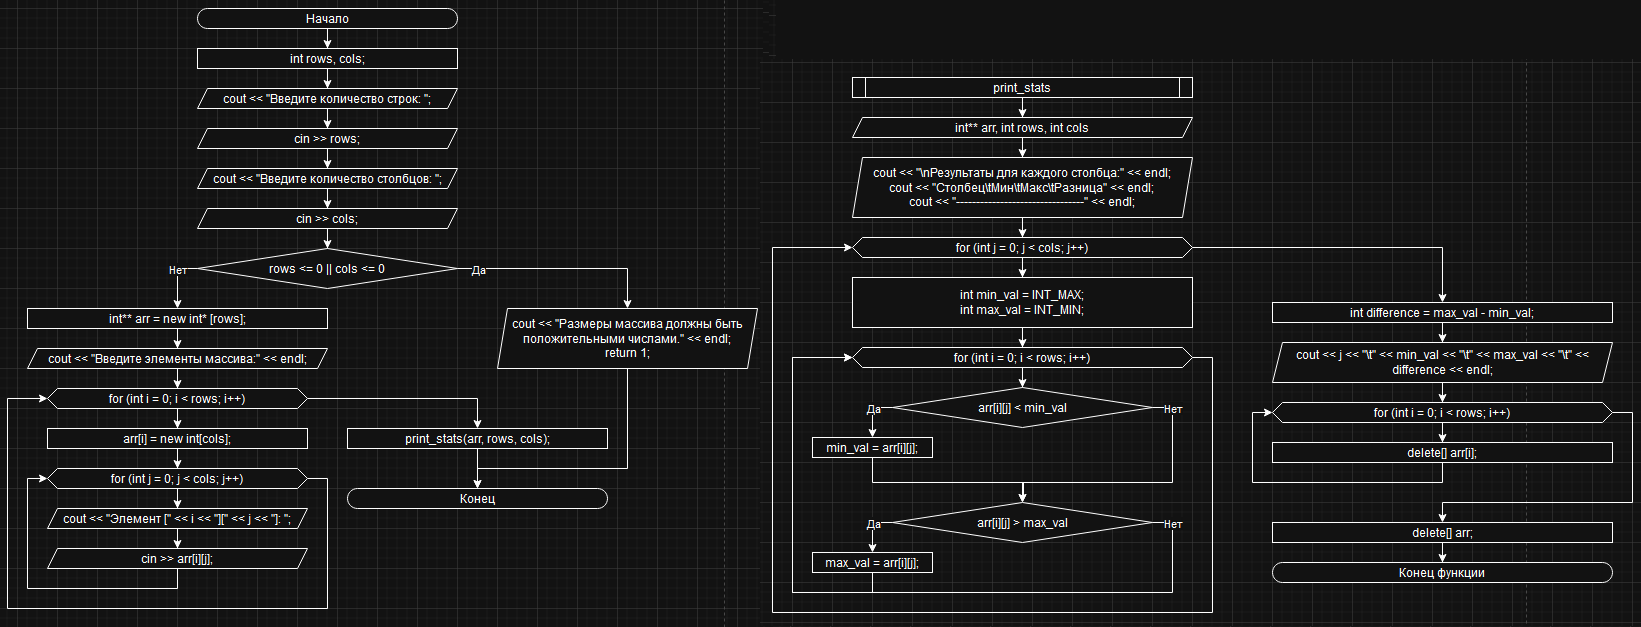 Начало
int rows, cols;
cout << "Введите количество строк: ";
cin >> rows;
cout << "Введите количество столбцов: ";
cin >> cols;
rows <= 0 || cols <= 0
Нет
Да
int** arr = new int* [rows];
cout << "Введите элементы массива:" << endl;
for (int i = 0; i < rows; i++)
arr[i] = new int[cols];
for (int j = 0; j < cols; j++)
cout << "Элемент [" << i << "][" << j << "]: ";
cin >> arr[i][j];
cout << "Размеры массива должны быть
положительными числами." << endl;
return 1;
print_stats(arr, rows, cols);
Конец
print_stats
int** arr, int rows, int cols
cout << "\nРезультаты для каждого столбца:" << endl;
cout << "Столбец\tМин\tМакс\tРазница" << endl;
cout << "--------------------------------" << endl;
for (int j = 0; j < cols; j++)
int min_val = INT_MAX;
int max_val = INT_MIN;
for (int i = 0; i < rows; i++)
arr[i][j] < min_val
Да
Нет
min_val = arr[i][j];
arr[i][j] > max_val
Да
Нет
max_val = arr[i][j];
int difference = max_val - min_val;
cout << j << "\t" << min_val << "\t" << max_val << "\t" <<
difference << endl;
for (int i = 0; i < rows; i++)
delete[] arr[i];
delete[] arr;
Конец функции